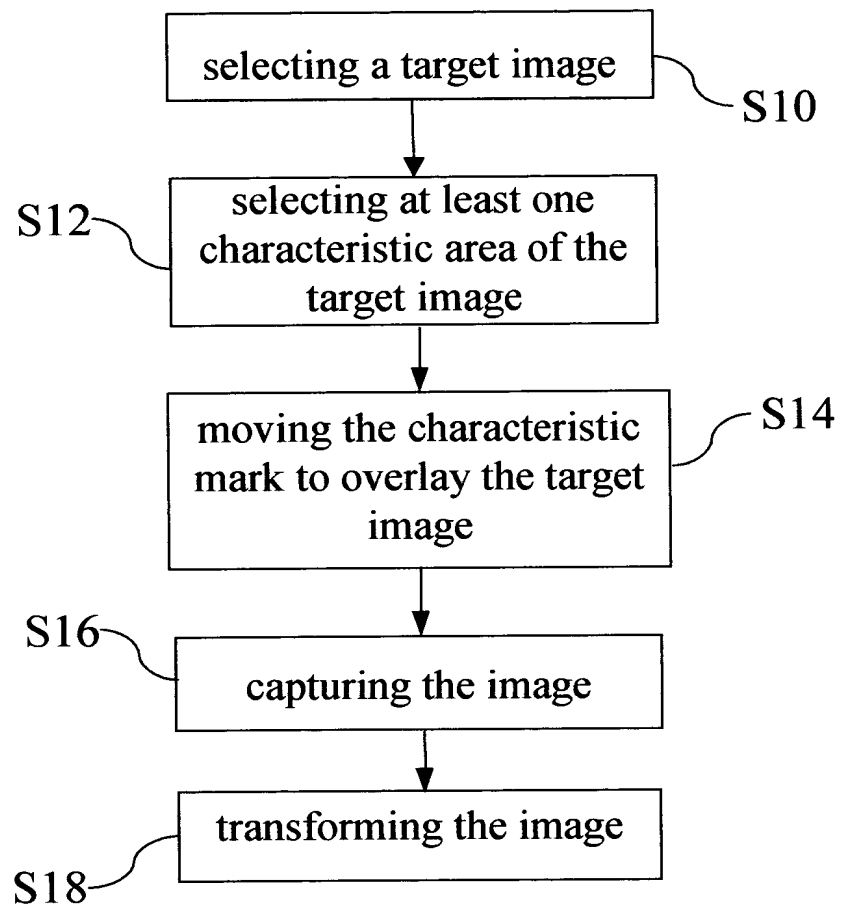 selecting a target image
S10
S12
selecting at least one
characteristic area of the
target image
moving the characteristic
mark to overlay the target
image
S14
S16
capturing the image
transforming the image
S18